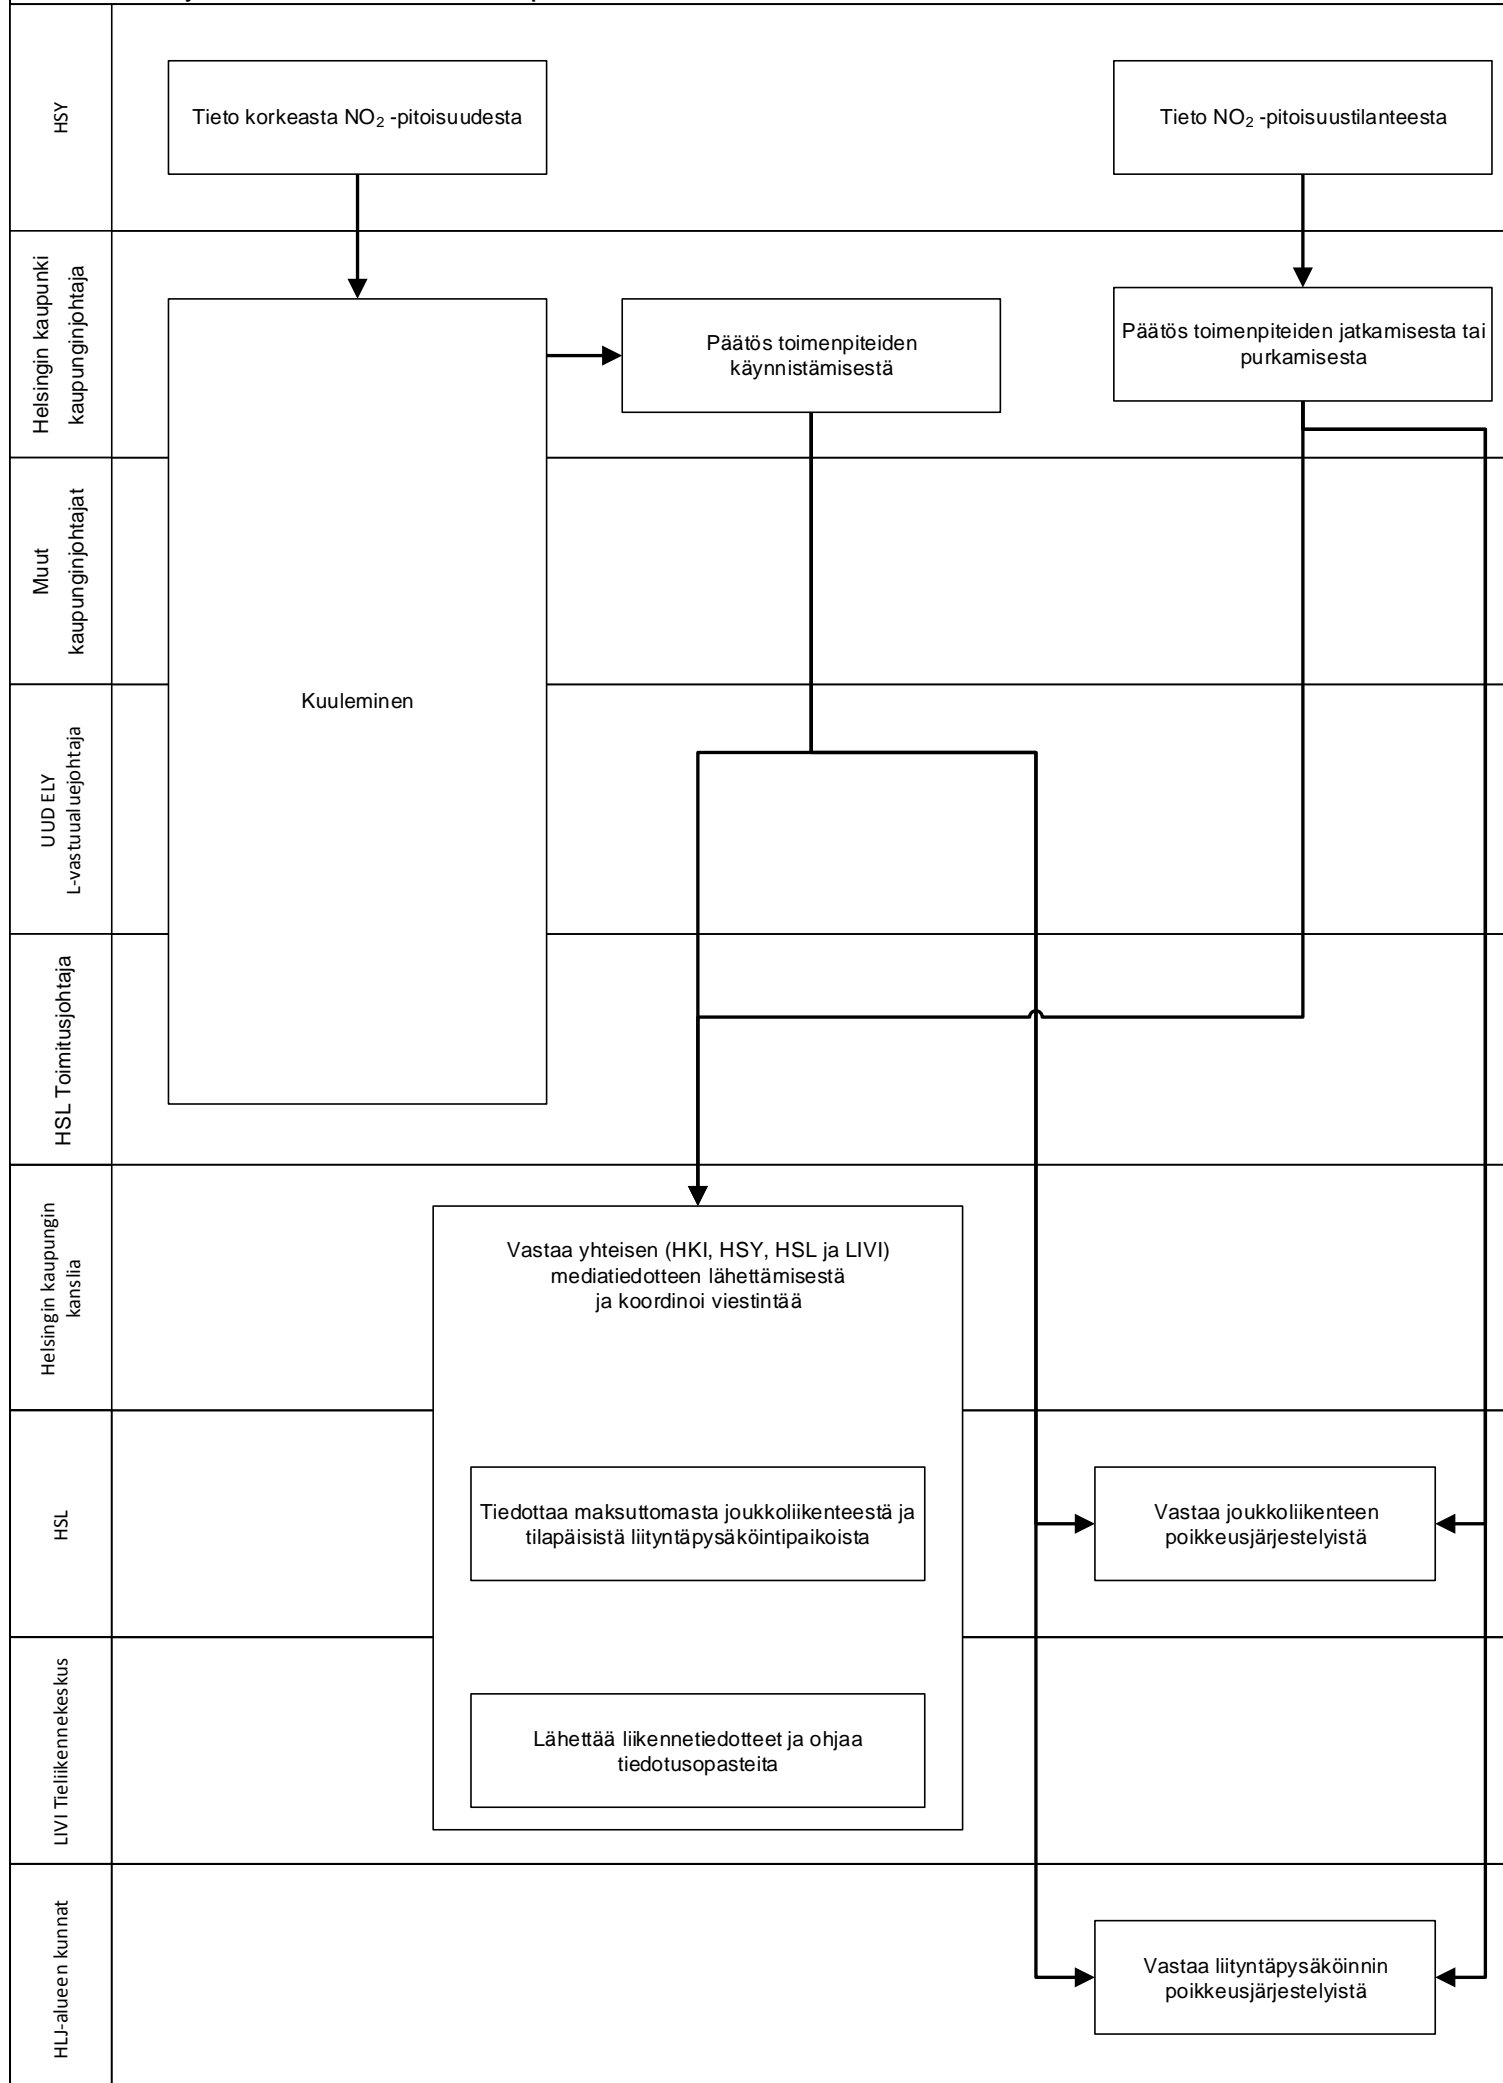 HSY
Tieto korkeasta NO₂ -pitoisuudesta
Tieto NO₂ -pitoisuustilanteesta
Helsingin kaupunki
kaupunginjohtaja
Päätös toimenpiteiden
käynnistämisestä
Päätös toimenpiteiden jatkamisesta tai
purkamisesta
Muut
kaupunginjohtajat
Kuuleminen
UUD ELY
L-vastuualuejohtaja
HSL Toimitusjohtaja
Helsingin kaupungin
kanslia
Vastaa yhteisen (HKI, HSY, HSL ja LIVI)
mediatiedotteen lähettämisestä
ja koordinoi viestintää
HSL
Tiedottaa maksuttomasta joukkoliikenteestä ja
tilapäisistä liityntäpysäköintipaikoista
Vastaa joukkoliikenteen
poikkeusjärjestelyistä
LIVI Tieliikennekeskus
Lähettää liikennetiedotteet ja ohjaa
tiedotusopasteita
HLJ-alueen kunnat
Vastaa liityntäpysäköinnin
poikkeusjärjestelyistä